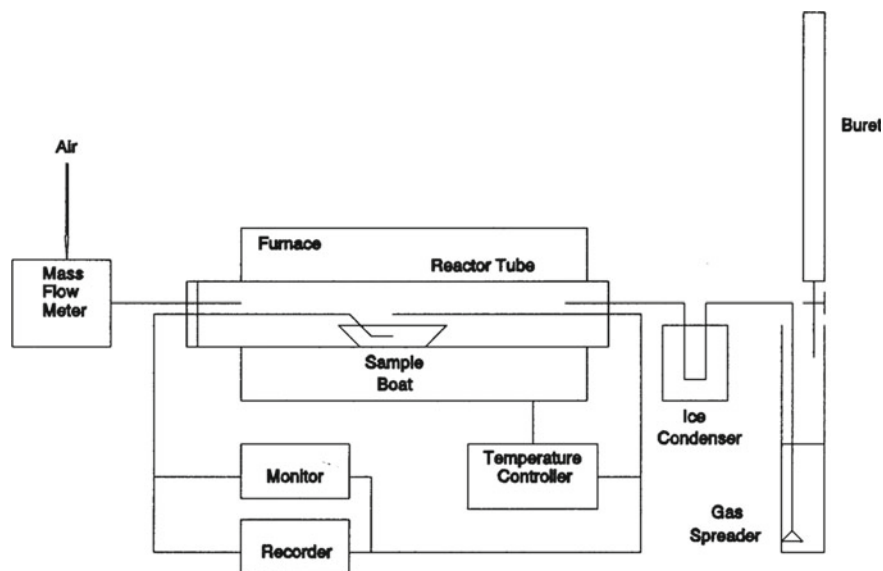 Air
Mass
Flow
Meter
Furnace
Reactor Tube
Sample
Boat
Monitor
Recorder
Temperature
Controller
Ice
Condenser
Buret
Gas
Spreader